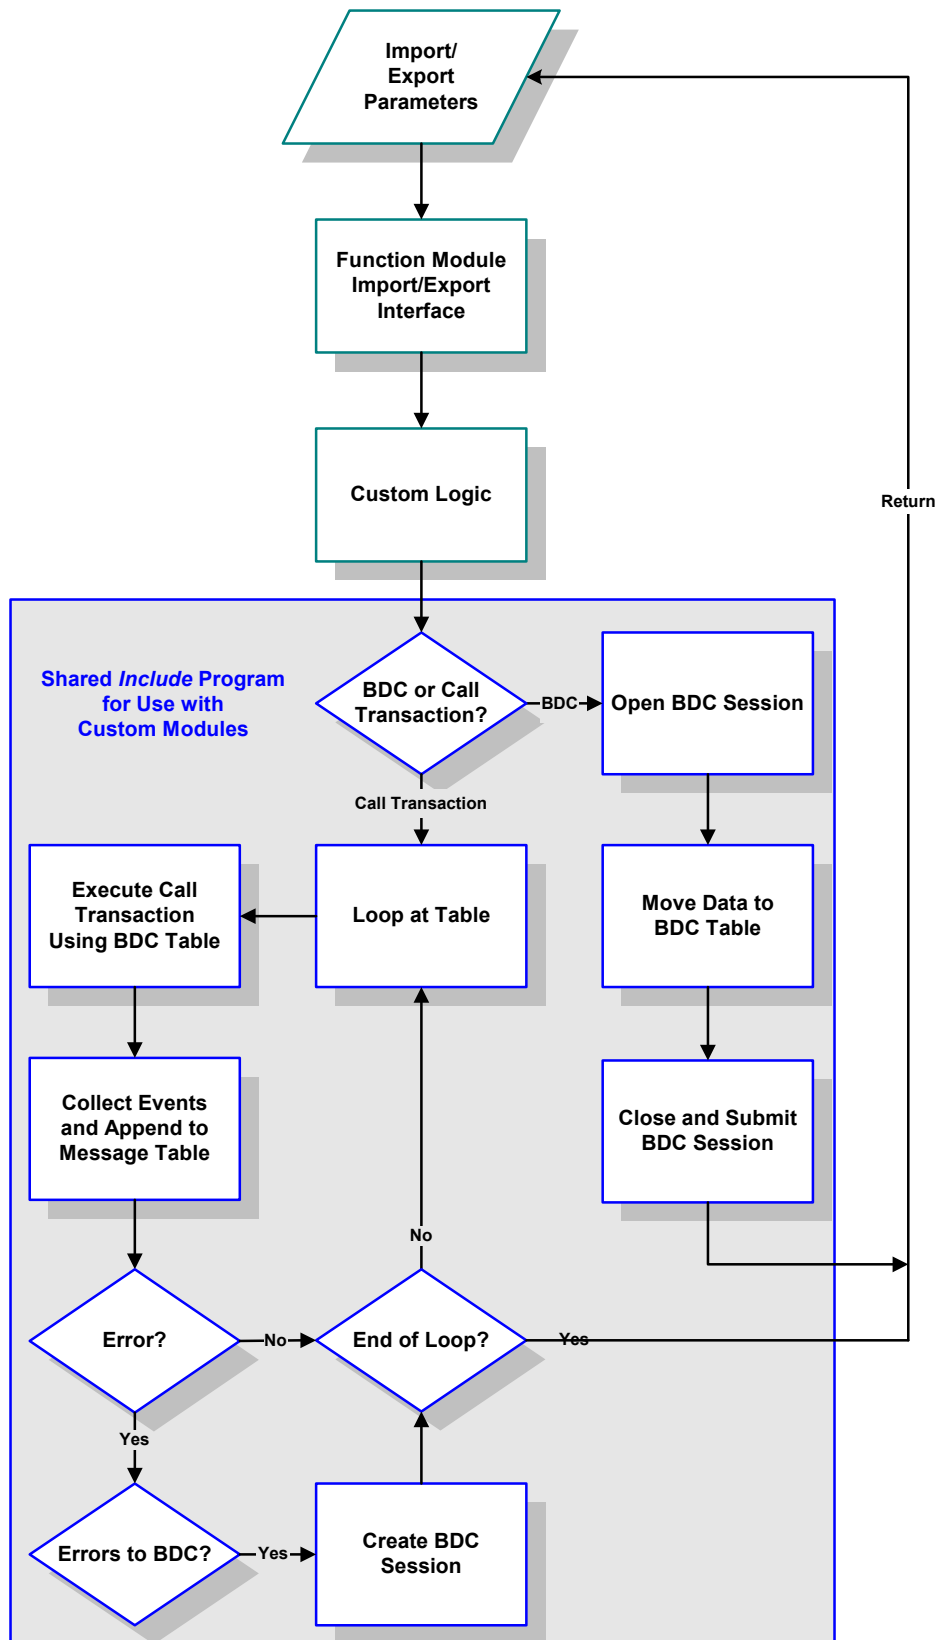 Import/
Export
Parameters
Function Module
Import/Export
Interface
Custom Logic
Return
Shared Include Program
for Use with
Custom Modules
BDC or Call
Transaction?
BDC
Open BDC Session
Call Transaction
Execute Call
Transaction
Using BDC Table
Loop at Table
Move Data to
BDC Table
Collect Events
and Append to
Message Table
Close and Submit
BDC Session
No
Error?
No
End of Loop?
Yes
Yes
Errors to BDC?
Yes
Create BDC
Session